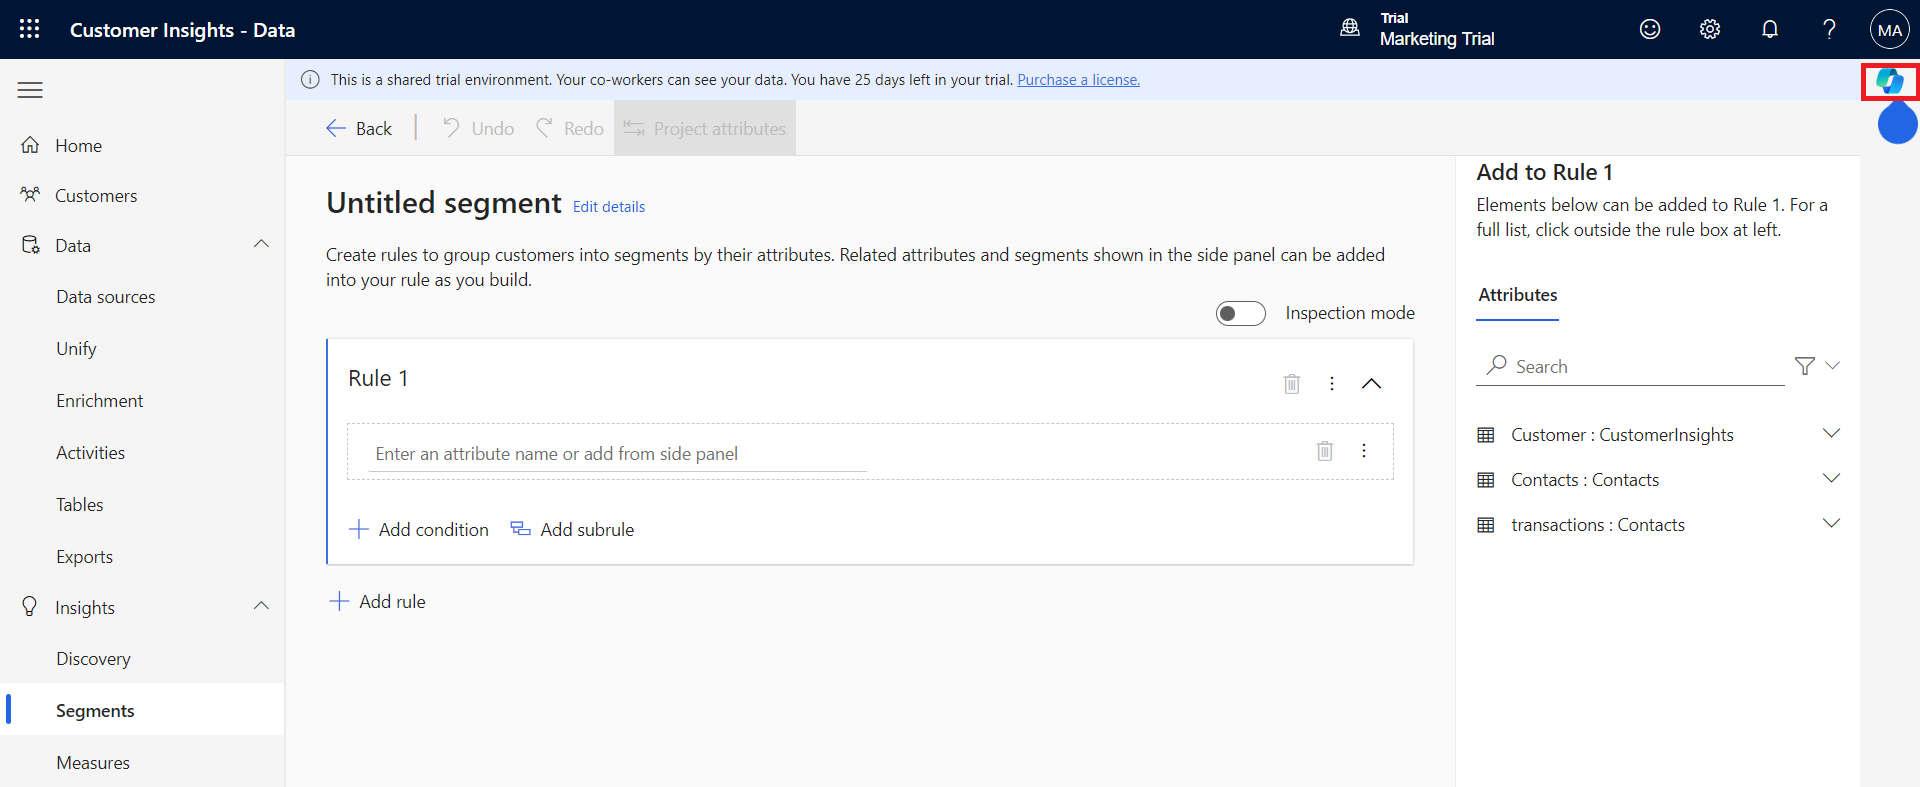 Customer Insights - Data
Trial
Marketing Trial
?
MA
This is a shared trial environment. Your co-workers can see your data. You have 25 days left in your trial. Purchase a license.
Back
Undo
Redo
Project attributes
Home
Customers
Data
Data sources
Unify
Enrichment
Activities
Tables
Exports
Insights
Discovery
Segments
Measures
Untitled segment
Edit details
Create rules to group customers into segments by their attributes. Related attributes and segments shown in the side panel can be added
into your rule as you build.
Inspection mode
Rule 1
Enter an attribute name or add from side panel
Add condition
Add subrule
Add rule
Add to Rule 1
Elements below can be added to Rule 1. For a
full list, click outside the rule box at left.
Attributes
Search
Customer : CustomerInsights
Contacts : Contacts
transactions : Contacts